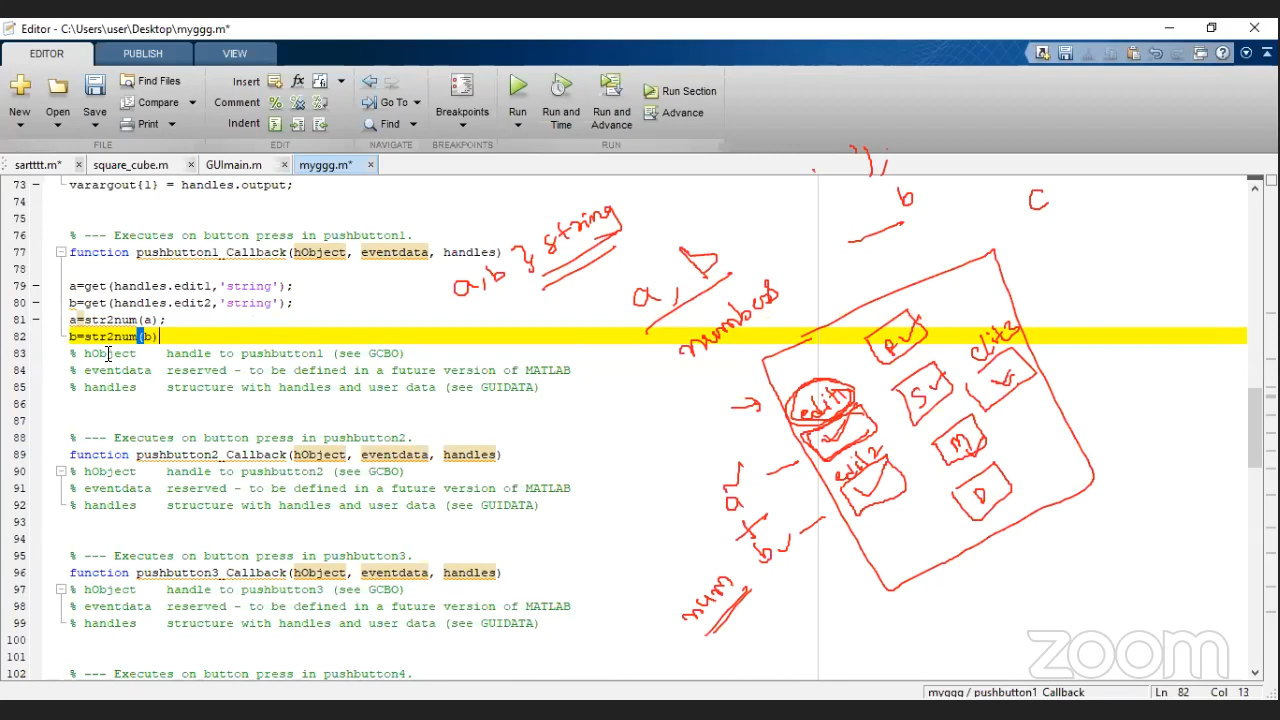 Editor - C:\Users\user\Desktop\myggg.m*
EDITOR PUBLISH VIEW
New Open Save Find Files Compare Print
FILE
Insert fx Comment Indent
EDIT
Go To Find
NAVIGATE
Breakpoints
BREAKPOINTS
Run Run and Time Run and Advance Run Section Advance
RUN
sartttt.m* square_cube.m GUImain.m myggg.m*
73 varargout{1} = handles.output;
74
75
76 % --- Executes on button press in pushbutton1.
77 function pushbutton1_Callback(hObject, eventdata, handles)
78
79 a=get(handles.edit1,'string');
80 b=get(handles.edit2,'string');
81 a=str2num(a);
82 b=str2num(b)
83 % hObject    handle to pushbutton1 (see GCBO)
84 % eventdata  reserved - to be defined in a future version of MATLAB
85 % handles    structure with handles and user data (see GUIDATA)
86
87
88 % --- Executes on button press in pushbutton2.
89 function pushbutton2_Callback(hObject, eventdata, handles)
90 % hObject    handle to pushbutton2 (see GCBO)
91 % eventdata  reserved - to be defined in a future version of MATLAB
92 % handles    structure with handles and user data (see GUIDATA)
93
94
95 % --- Executes on button press in pushbutton3.
96 function pushbutton3_Callback(hObject, eventdata, handles)
97 % hObject    handle to pushbutton3 (see GCBO)
98 % eventdata  reserved - to be defined in a future version of MATLAB
99 % handles    structure with handles and user data (see GUIDATA)
100
101
102 % --- Executes on button press in pushbutton4.
a,b } string
a, b
numbers
b
C
edit1
edit2
a
+
b
num
M
D
zoom
myggg / pushbutton1_Callback Ln 82 Col 13